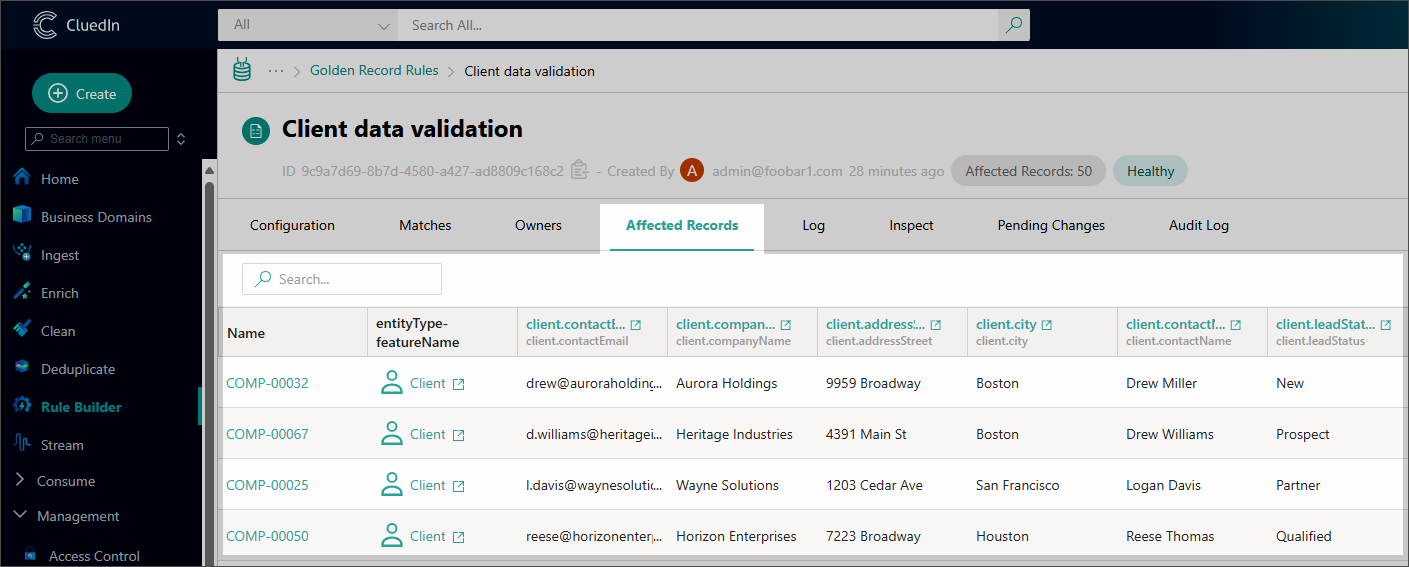 CluedIn
All
Search All...
Create
Search menu
Home
Business Domains
Ingest
Enrich
Clean
Deduplicate
Rule Builder
Stream
Consume
Management
Access Control
··· > Golden Record Rules > Client data validation
Client data validation
ID 9c9a7d69-8b7d-4580-a427-ad8809c168c2 - Created By A admin@foobar1.com 28 minutes ago Affected Records: 50 Healthy
Configuration Matches Owners Affected Records Log Inspect Pending Changes Audit Log
Search...
Name entityType-featureName client.contactE... client.compan... client.address... client.city client.contactN... client.leadStat...
client.contactEmail client.companyName client.addressStreet client.city client.contactName client.leadStatus
COMP-00032 Client drew@auroraholding... Aurora Holdings 9959 Broadway Boston Drew Miller New
COMP-00067 Client d.williams@heritagei... Heritage Industries 4391 Main St Boston Drew Williams Prospect
COMP-00025 Client l.davis@waynesolutic... Wayne Solutions 1203 Cedar Ave San Francisco Logan Davis Partner
COMP-00050 Client reese@horizonenterp... Horizon Enterprises 7223 Broadway Houston Reese Thomas Qualified